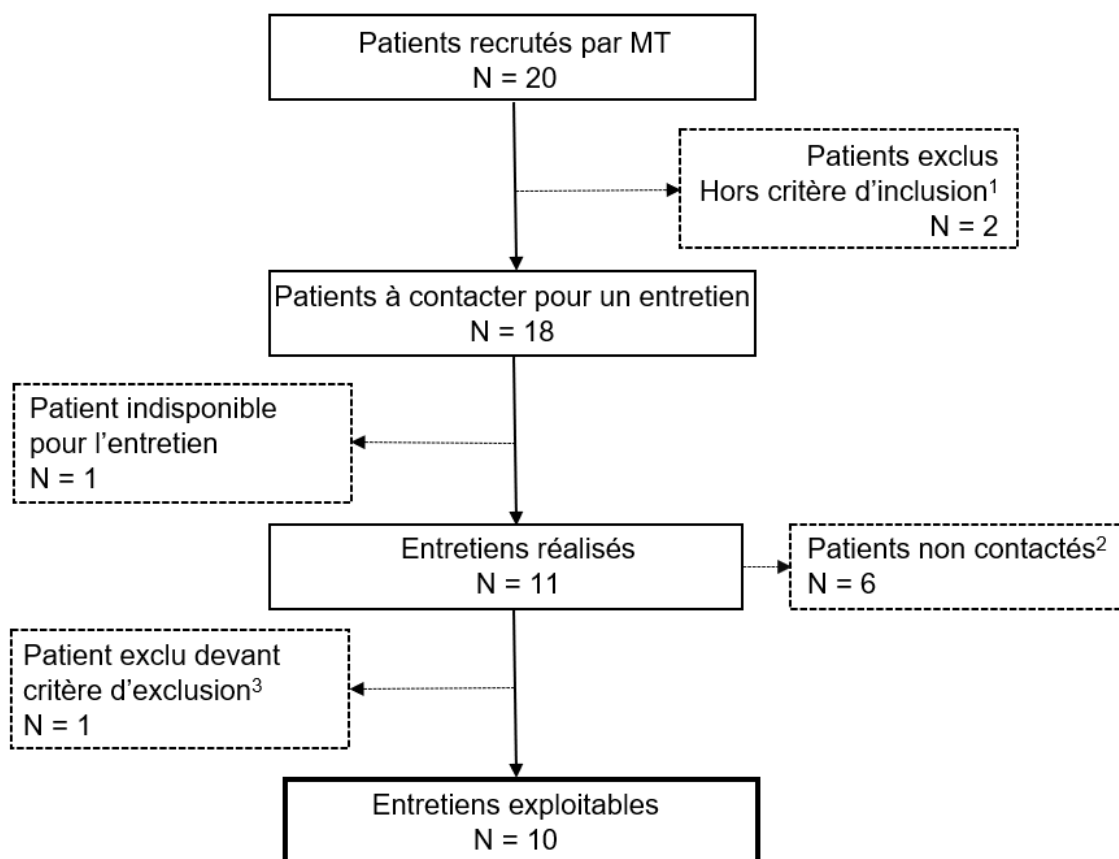 Patients recrutés par MT
N = 20
Patients exclus
Hors critère d’inclusion¹
N = 2
Patients à contacter pour un entretien
N = 18
Patient indisponible
pour l’entretien
N = 1
Entretiens réalisés
N = 11
Patients non contactés²
N = 6
Patient exclu devant
critère d’exclusion³
N = 1
Entretiens exploitables
N = 10